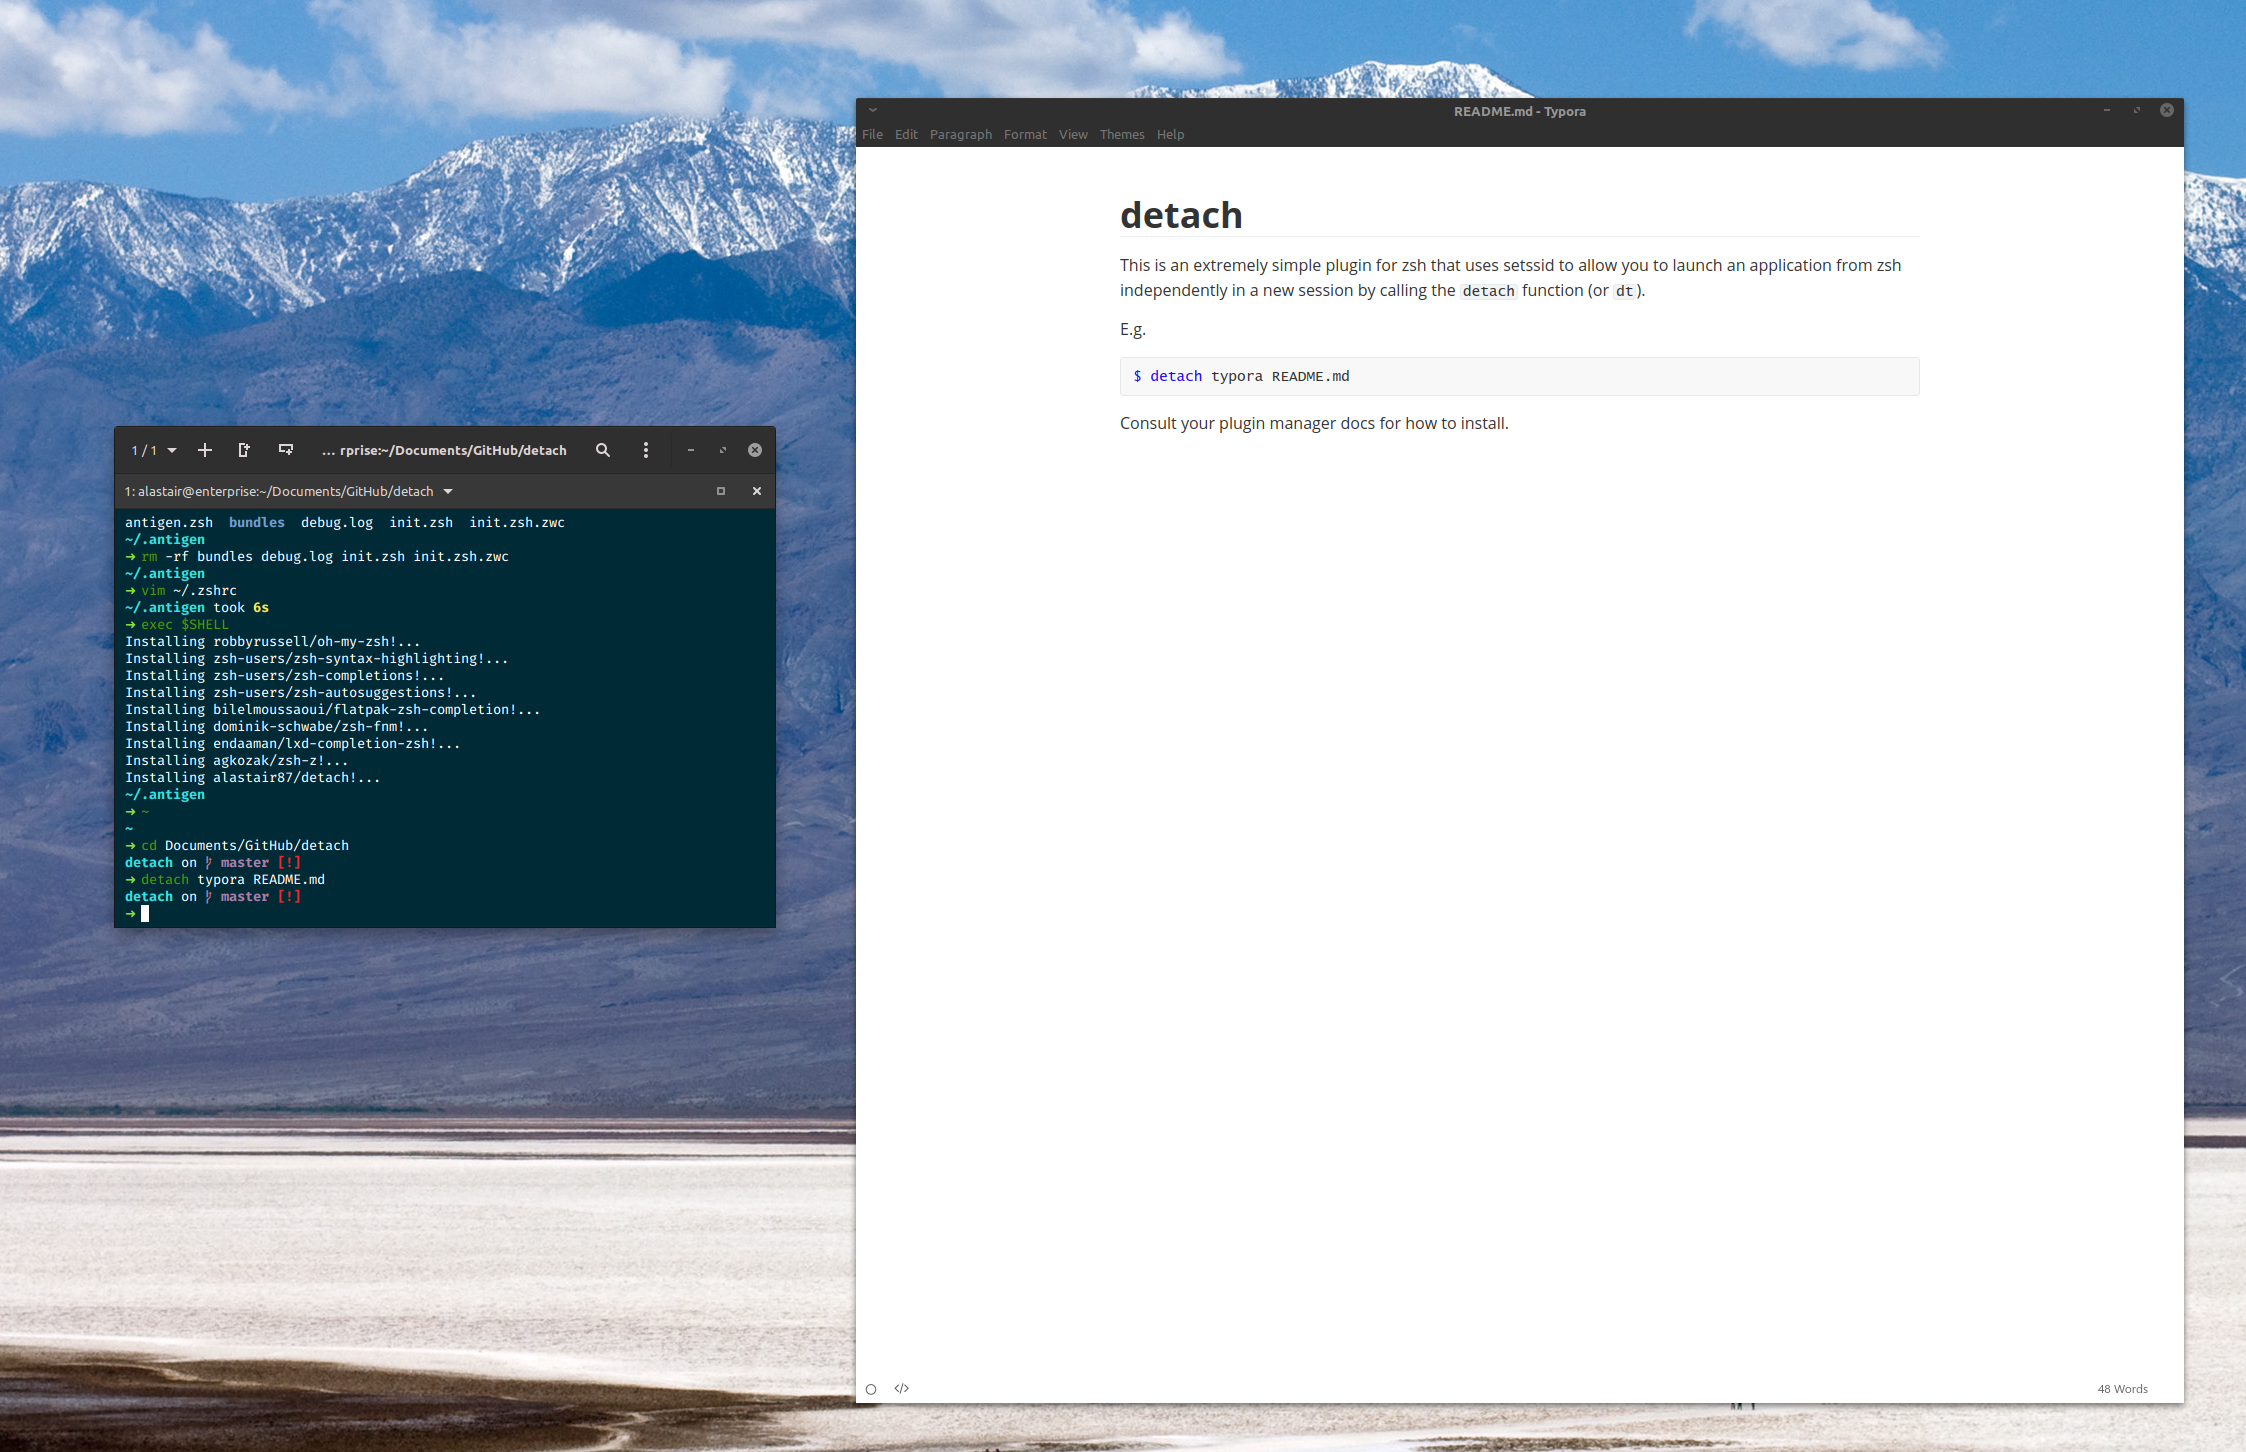 1 / 1
... rprise:~/Documents/GitHub/detach
1: alastair@enterprise:~/Documents/GitHub/detach
antigen.zsh bundles debug.log init.zsh init.zsh.zwc
~/.antigen
➜ rm -rf bundles debug.log init.zsh init.zsh.zwc
~/.antigen
➜ vim ~/.zshrc
~/.antigen took 6s
➜ exec $SHELL
Installing robbyrussell/oh-my-zsh!...
Installing zsh-users/zsh-syntax-highlighting!...
Installing zsh-users/zsh-completions!...
Installing zsh-users/zsh-autosuggestions!...
Installing bilelmoussaoui/flatpak-zsh-completion!...
Installing dominik-schwabe/zsh-fnm!...
Installing endaaman/lxd-completion-zsh!...
Installing agkozak/zsh-z!...
Installing alastair87/detach!...
~/.antigen
➜ ~
~
➜ cd Documents/GitHub/detach
detach on master [!]
➜ detach typora README.md
detach on master [!]
➜
README.md - Typora
File Edit Paragraph Format View Themes Help
detach
This is an extremely simple plugin for zsh that uses setssid to allow you to launch an application from zsh
independently in a new session by calling the detach function (or dt).
E.g.
$ detach typora README.md
Consult your plugin manager docs for how to install.
</> 48 Words